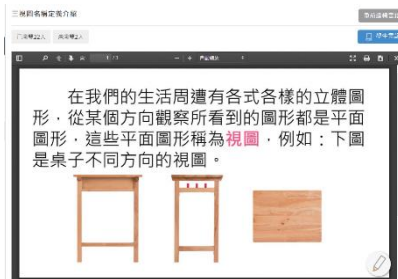 三視圖名稱定義介紹
1/1
在我們的生活周遭有各式各樣的立體圖
形，從某個方向觀察所看到的圖形都是平面
圖形，這些平面圖形稱為視圖，例如：下圖
是桌子不同方向的視圖。